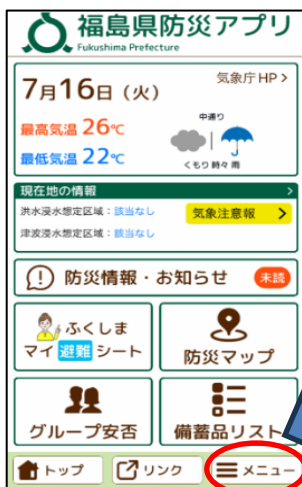 福島県防災アプリ
Fukushima Prefecture
7月16日（火）
気象庁HP >
最高気温 26℃
最低気温 22℃
中通り
くもり時々雨
現在地の情報 >
洪水浸水想定区域：該当なし
津波浸水想定区域：該当なし
気象注意報 >
防災情報・お知らせ 未読
ふくしま
マイ避難シート
防災マップ
グループ安否
備蓄品リスト
トップ リンク メニュー